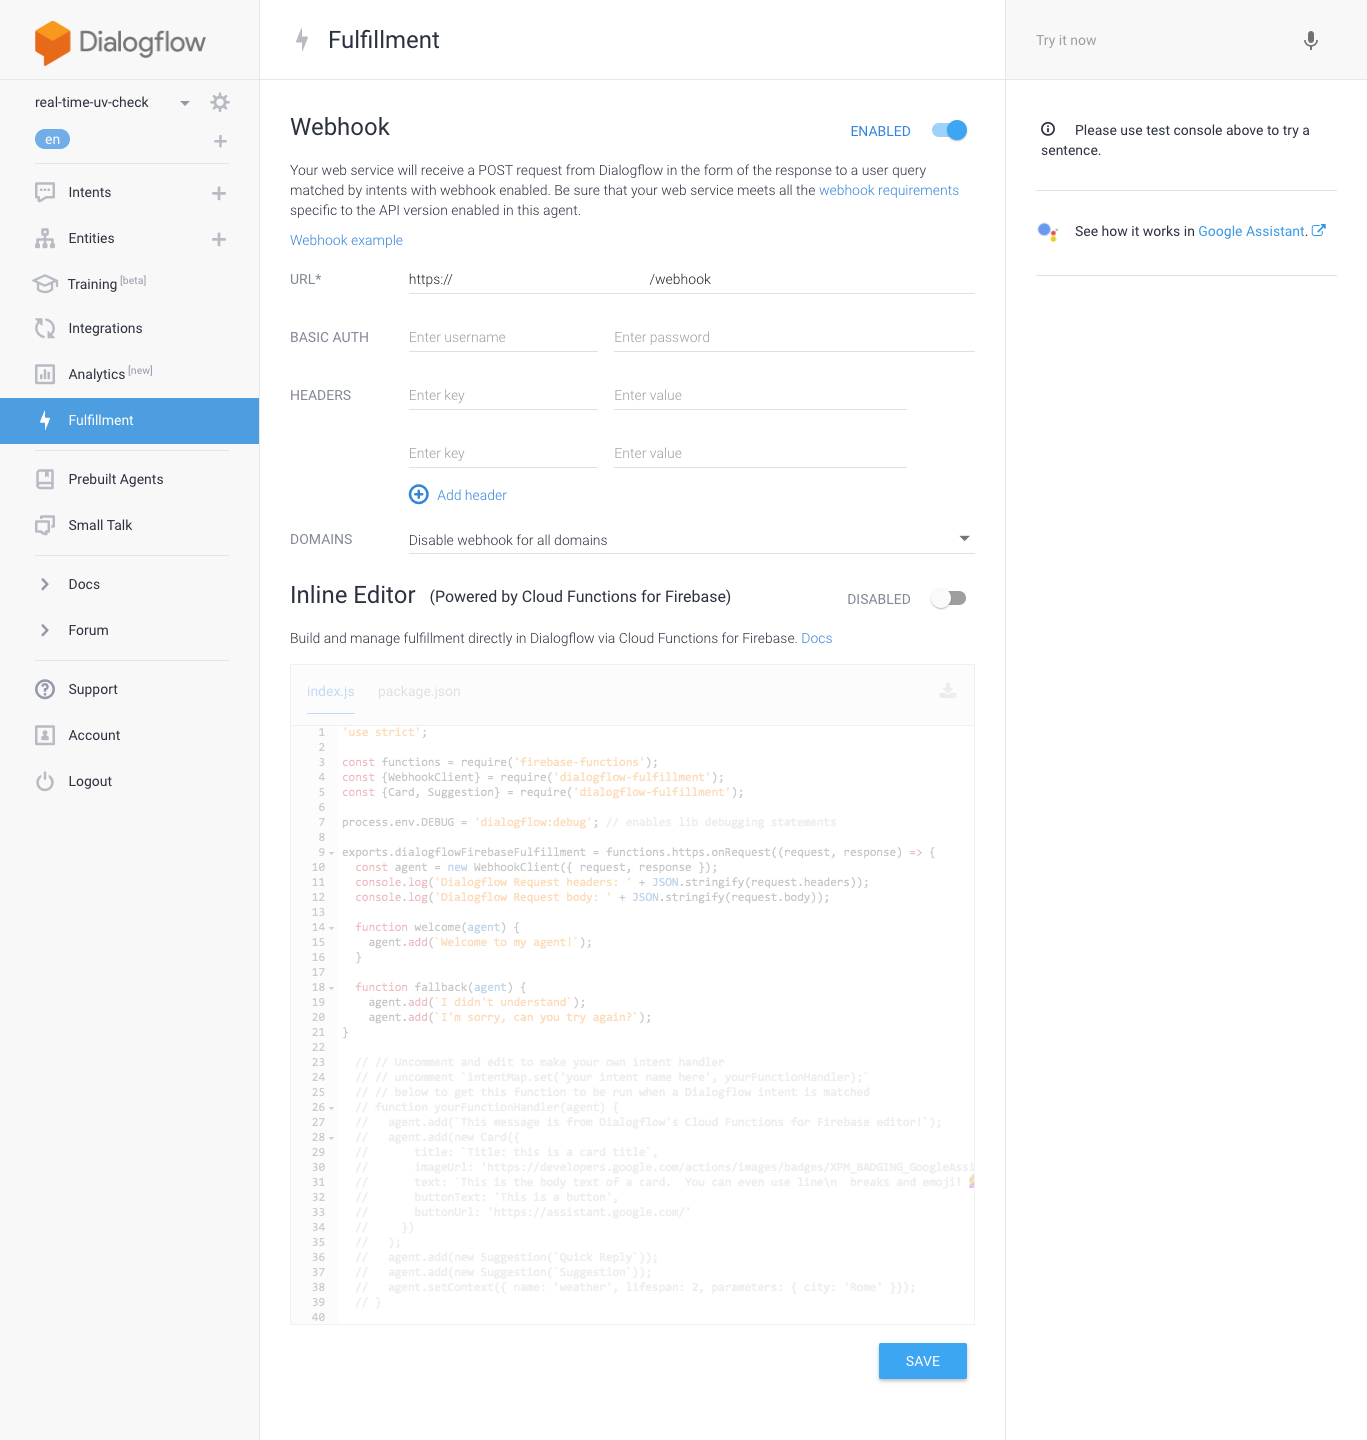 Dialogflow
real-time-uv-check
en
Intents
Entities
Training [beta]
Integrations
Analytics [new]
Fulfillment
Prebuilt Agents
Small Talk
Docs
Forum
Support
Account
Logout
Fulfillment
Webhook
ENABLED
Your web service will receive a POST request from Dialogflow in the form of the response to a user query
matched by intents with webhook enabled. Be sure that your web service meets all the webhook requirements
specific to the API version enabled in this agent.
Webhook example
URL* https:// /webhook
BASIC AUTH Enter username Enter password
HEADERS Enter key Enter value
Enter key Enter value
Add header
DOMAINS Disable webhook for all domains
Inline Editor (Powered by Cloud Functions for Firebase) DISABLED
Build and manage fulfillment directly in Dialogflow via Cloud Functions for Firebase. Docs
index.js package.json
1 'use strict';
2
3 const functions = require('firebase-functions');
4 const {WebhookClient} = require('dialogflow-fulfillment');
5 const {Card, Suggestion} = require('dialogflow-fulfillment');
6
7 process.env.DEBUG = 'dialogflow:debug'; // enables lib debugging statements
8
9 exports.dialogflowFirebaseFulfillment = functions.https.onRequest((request, response) => {
10 const agent = new WebhookClient({ request, response });
11 console.log('Dialogflow Request headers: ' + JSON.stringify(request.headers));
12 console.log('Dialogflow Request body: ' + JSON.stringify(request.body));
13
14 function welcome(agent) {
15 agent.add(`Welcome to my agent!`);
16 }
17
18 function fallback(agent) {
19 agent.add(`I didn't understand`);
20 agent.add(`I'm sorry, can you try again?`);
21 }
22
23 // // Uncomment and edit to make your own intent handler
24 // // uncomment `intentMap.set('your intent name here', yourFunctionHandler);`
25 // // below to get this function to be run when a Dialogflow intent is matched
26 // function yourFunctionHandler(agent) {
27 // agent.add(`This message is from Dialogflow's Cloud Functions for Firebase editor!`);
28 // agent.add(new Card({
29 // title: `Title: this is a card title`,
30 // imageUrl: 'https://developers.google.com/actions/images/badges/XPM_BADGING_GoogleAssi
31 // text: `This is the body text of a card. You can even use line\n breaks and emoji!
32 // buttonText: 'This is a button',
33 // buttonUrl: 'https://assistant.google.com/'
34 // })
35 // );
36 // agent.add(new Suggestion(`Quick Reply`));
37 // agent.add(new Suggestion(`Suggestion`));
38 // agent.setContext({ name: 'weather', lifespan: 2, parameters: { city: 'Rome' }});
39 // }
40
SAVE
Try it now
Please use test console above to try a
sentence.
See how it works in Google Assistant.